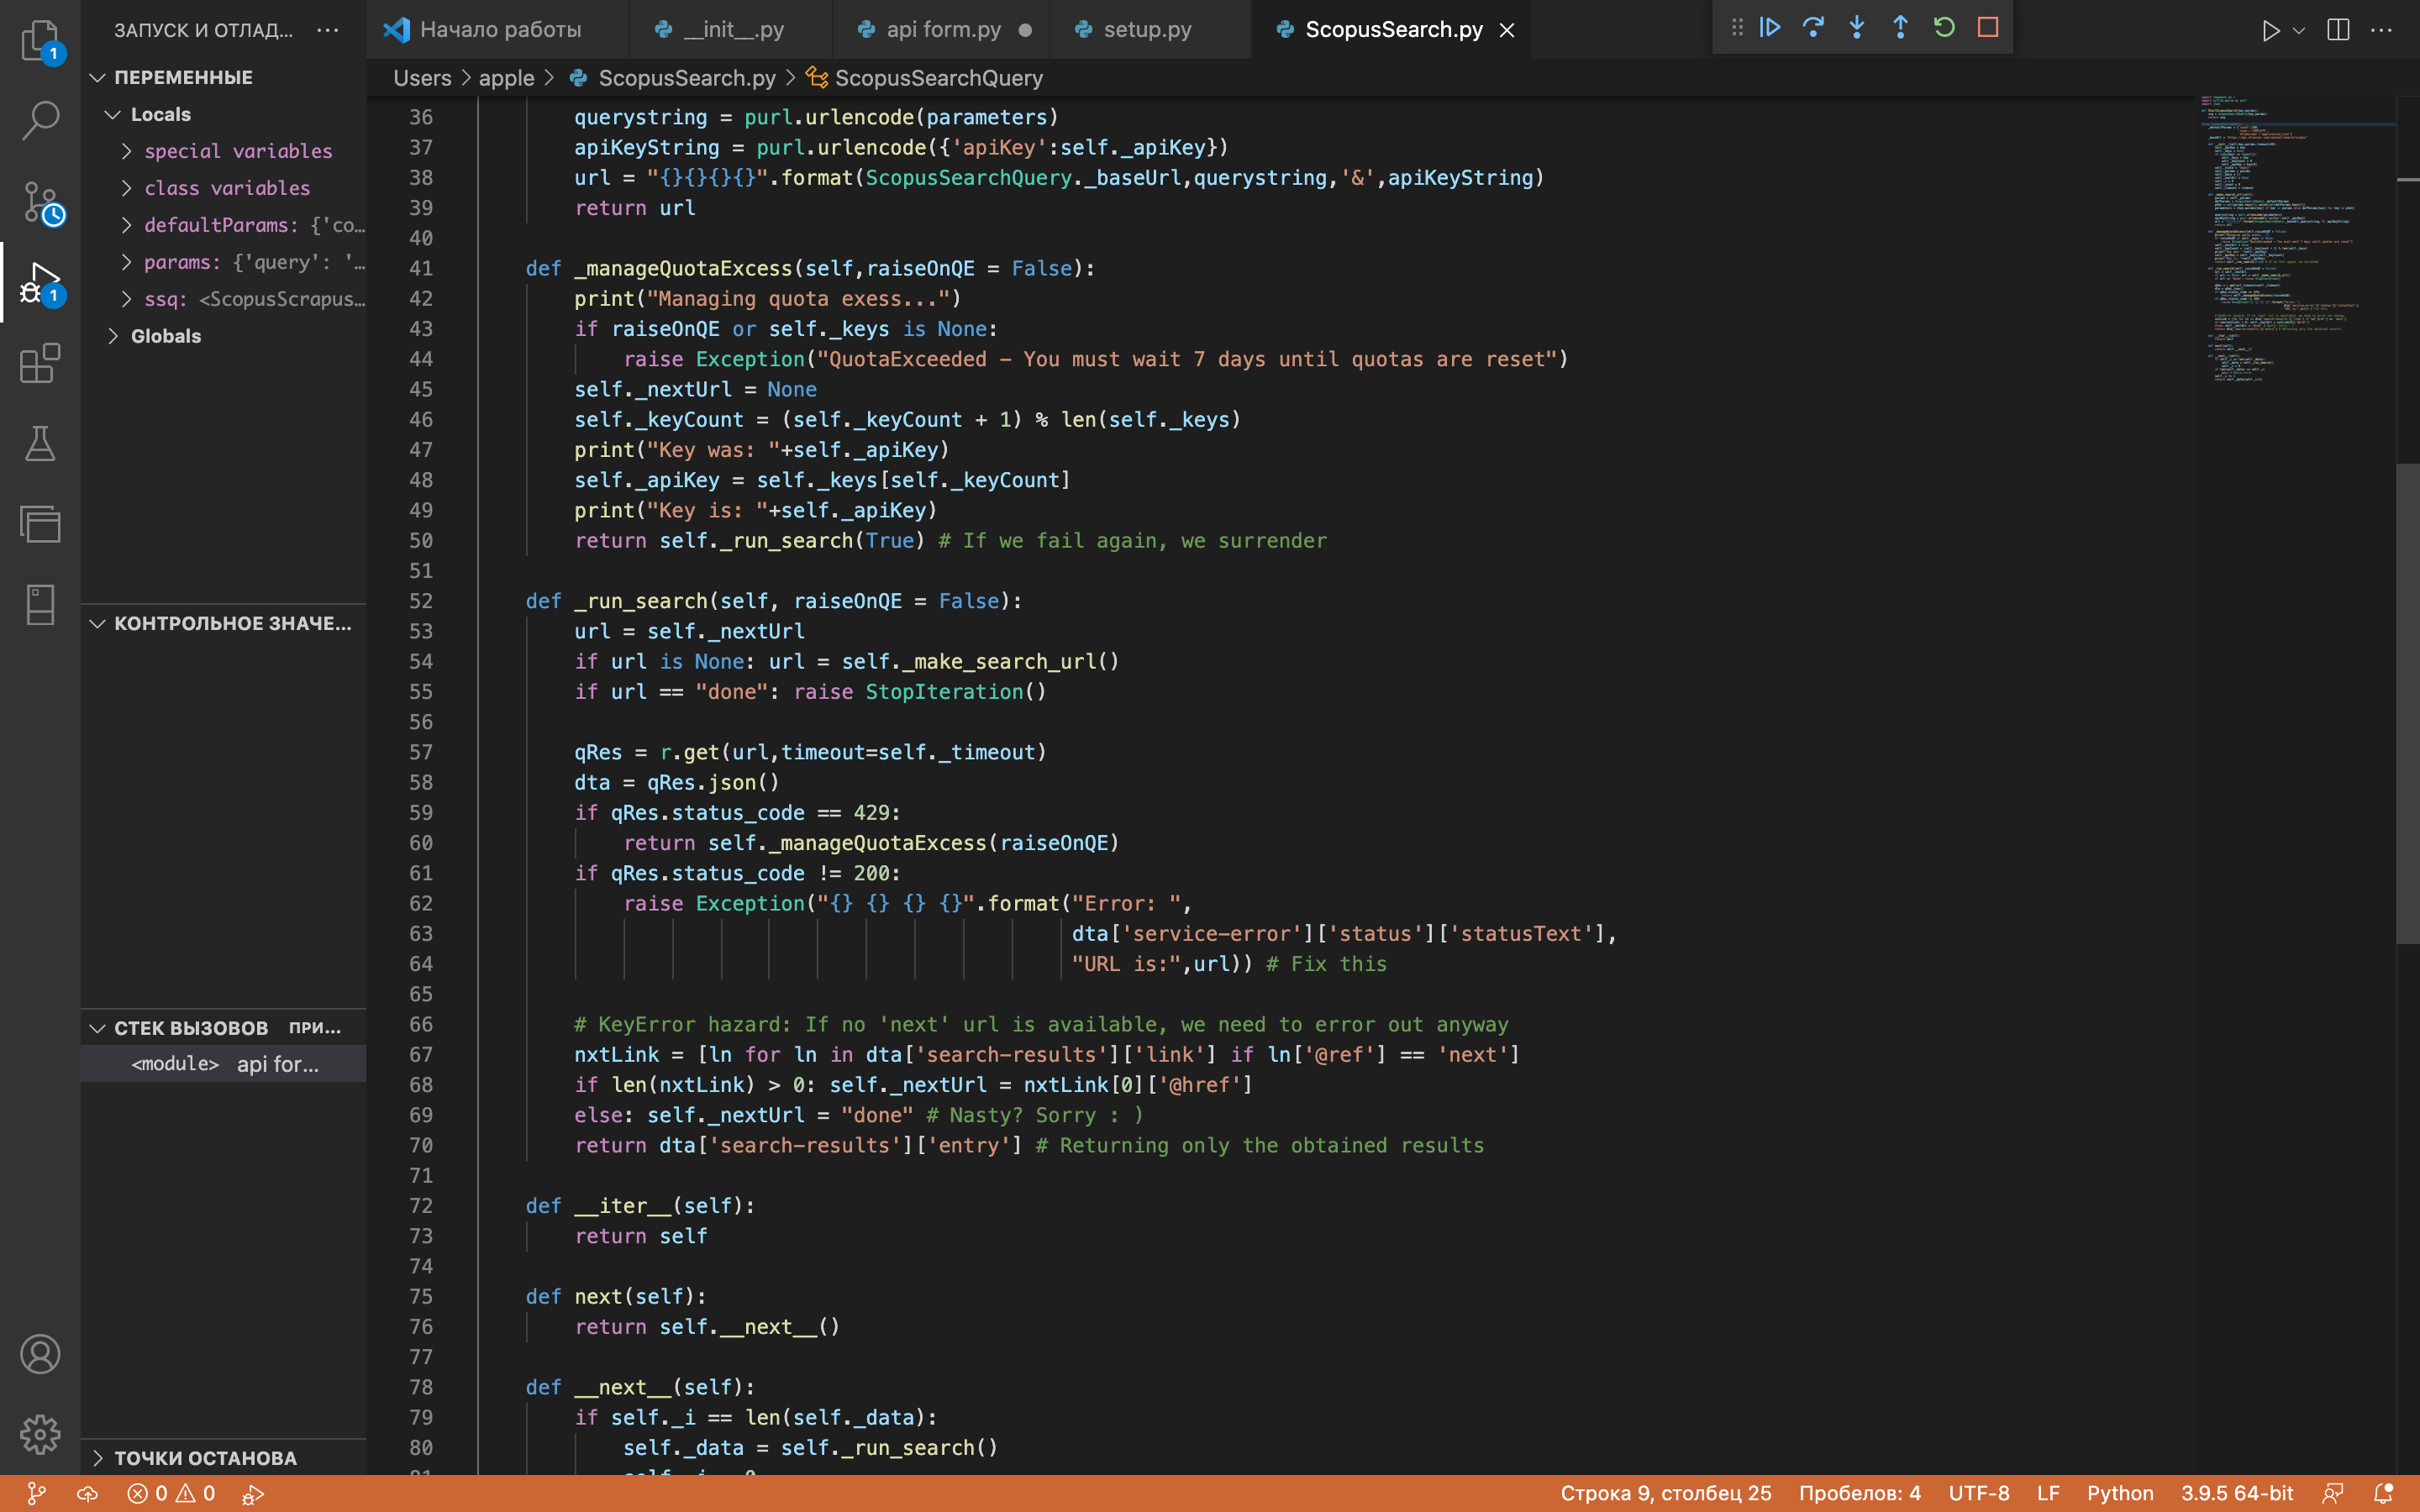 ЗАПУСК И ОТЛАД...
Начало работы
__init__.py
api form.py
setup.py
ScopusSearch.py
Users > apple > ScopusSearch.py > ScopusSearchQuery
1
1
ПЕРЕМЕННЫЕ
Locals
special variables
class variables
defaultParams: {'co...
params: {'query': '...
ssq: <ScopusScrapus...
Globals
КОНТРОЛЬНОЕ ЗНАЧЕ...
СТЕК ВЫЗОВОВ ПРИ...
<module> api for...
ТОЧКИ ОСТАНОВА
36 querystring = purl.urlencode(parameters)
37 apiKeyString = purl.urlencode({'apiKey':self._apiKey})
38 url = "{}{}{}{}".format(ScopusSearchQuery._baseUrl,querystring,'&',apiKeyString)
39 return url
40
41 def _manageQuotaExcess(self,raiseOnQE = False):
42 print("Managing quota exess...")
43 if raiseOnQE or self._keys is None:
44 raise Exception("QuotaExceeded - You must wait 7 days until quotas are reset")
45 self._nextUrl = None
46 self._keyCount = (self._keyCount + 1) % len(self._keys)
47 print("Key was: "+self._apiKey)
48 self._apiKey = self._keys[self._keyCount]
49 print("Key is: "+self._apiKey)
50 return self._run_search(True) # If we fail again, we surrender
51
52 def _run_search(self, raiseOnQE = False):
53 url = self._nextUrl
54 if url is None: url = self._make_search_url()
55 if url == "done": raise StopIteration()
56
57 qRes = r.get(url,timeout=self._timeout)
58 dta = qRes.json()
59 if qRes.status_code == 429:
60 return self._manageQuotaExcess(raiseOnQE)
61 if qRes.status_code != 200:
62 raise Exception("{} {} {} {}".format("Error: ",
63 dta['service-error']['status']['statusText'],
64 "URL is:",url)) # Fix this
65
66 # KeyError hazard: If no 'next' url is available, we need to error out anyway
67 nxtLink = [ln for ln in dta['search-results']['link'] if ln['@ref'] == 'next']
68 if len(nxtLink) > 0: self._nextUrl = nxtLink[0]['@href']
69 else: self._nextUrl = "done" # Nasty? Sorry : )
70 return dta['search-results']['entry'] # Returning only the obtained results
71
72 def __iter__(self):
73 return self
74
75 def next(self):
76 return self.__next__()
77
78 def __next__(self):
79 if self._i == len(self._data):
80 self._data = self._run_search()
0 0
Строка 9, столбец 25 Пробелов: 4 UTF-8 LF Python 3.9.5 64-bit